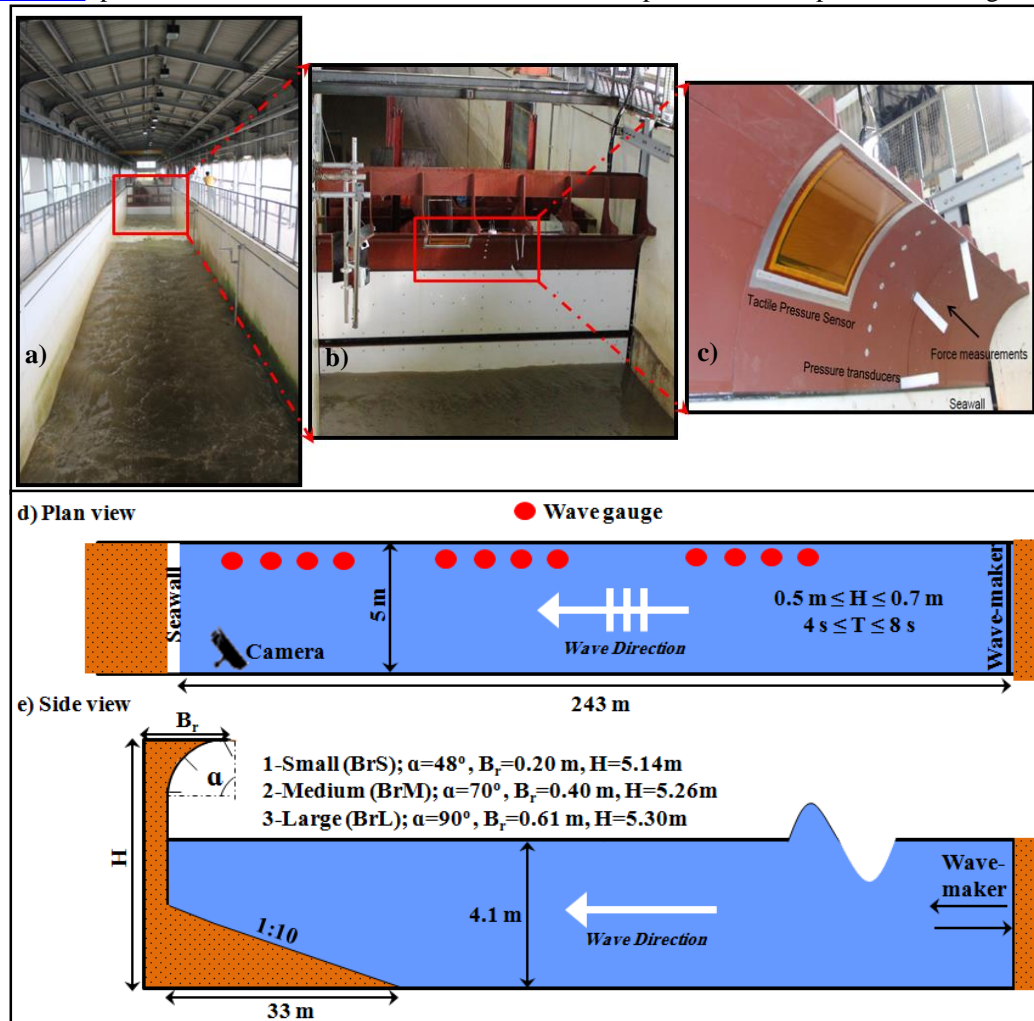 a)
b)
c)
Tactile Pressure Sensor
Force measurements
Pressure transducers
Seawall
d) Plan view
Wave gauge
Seawall
5 m
Camera
Wave Direction
0.5 m ≤ H ≤ 0.7 m
4 s ≤ T ≤ 8 s
Wave-maker
243 m
e) Side view
Br
α
1-Small (BrS); α=48°, Br=0.20 m, H=5.14m
2-Medium (BrM); α=70°, Br=0.40 m, H=5.26m
3-Large (BrL); α=90°, Br=0.61 m, H=5.30m
H
4.1 m
Wave-
maker
Wave Direction
1:10
33 m